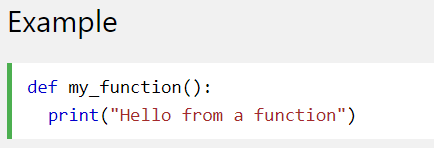 Example
def my_function():
  print("Hello from a function")